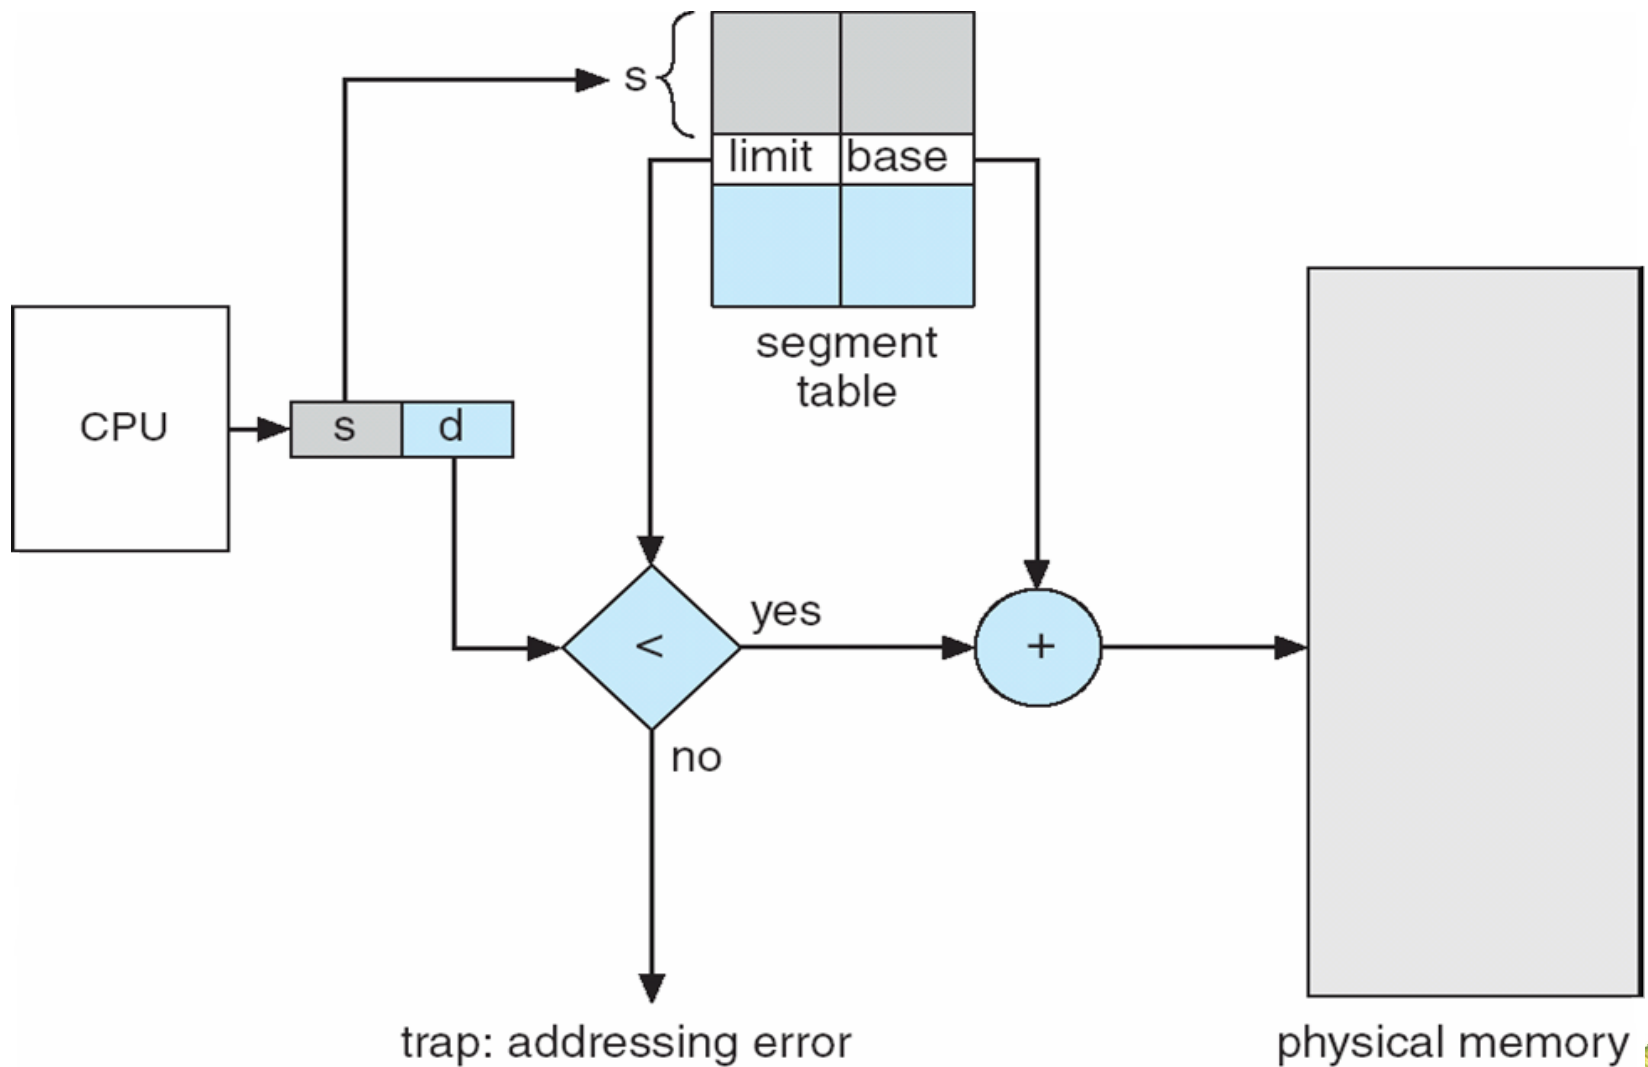 s
limit base
segment
table
CPU
s d
<
yes
+
no
trap: addressing error
physical memory